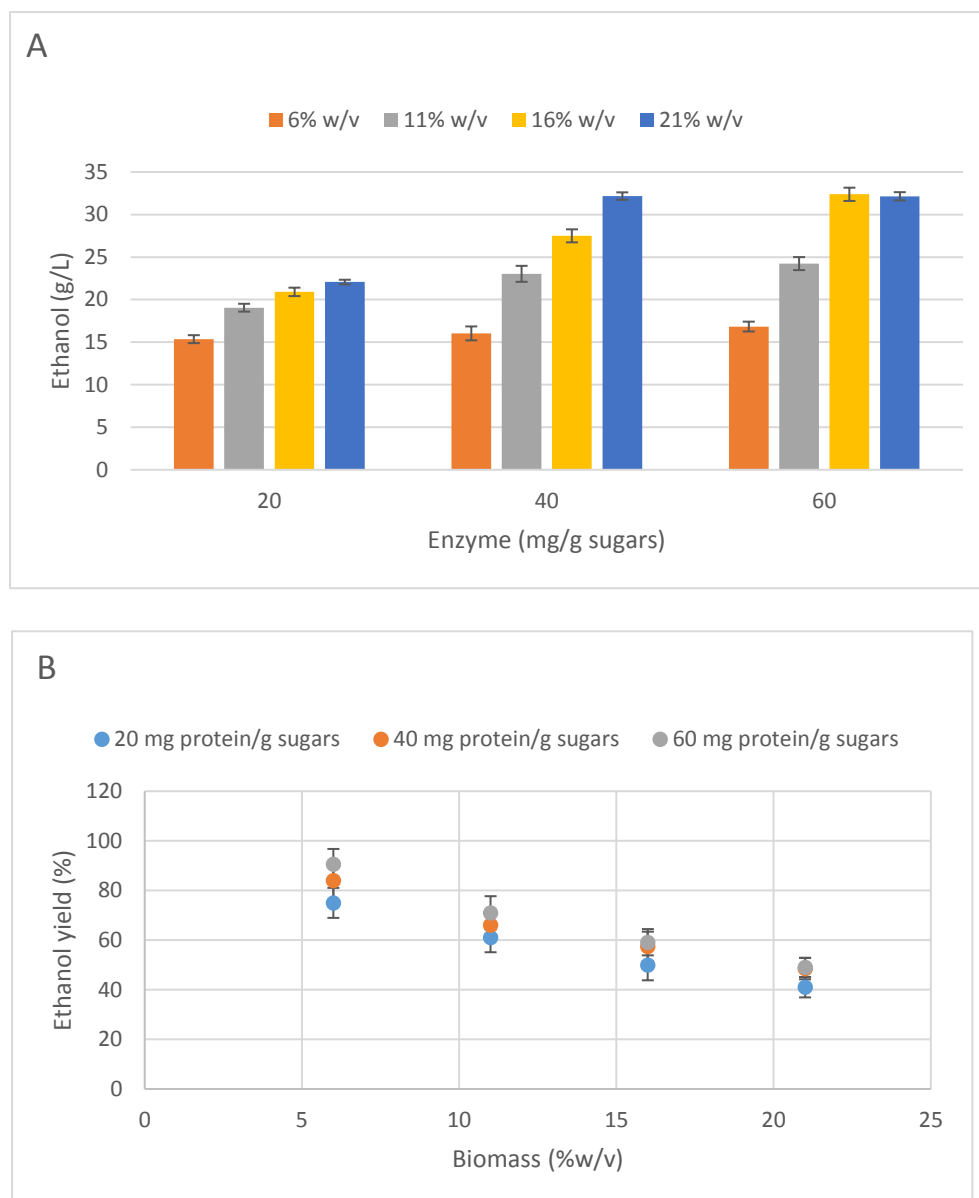 A
6% w/v 11% w/v 16% w/v 21% w/v
Ethanol (g/L)
35
30
25
20
15
10
5
0
20 40 60
Enzyme (mg/g sugars)
B
20 mg protein/g sugars 40 mg protein/g sugars 60 mg protein/g sugars
Ethanol yield (%)
120
100
80
60
40
20
0
0 5 10 15 20 25
Biomass (%w/v)